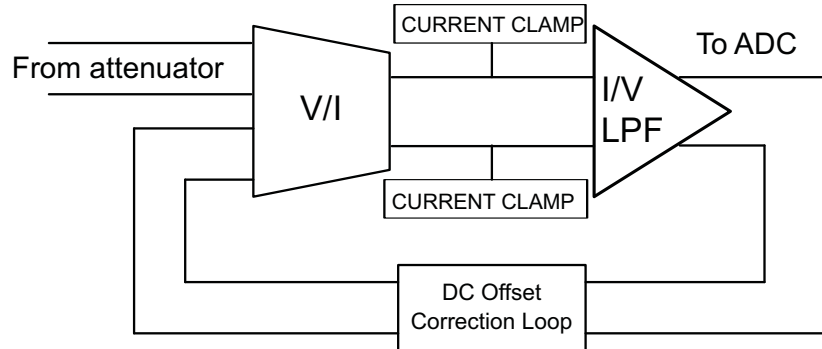 CURRENT CLAMP
From attenuator
V/I
I/V
LPF
To ADC
CURRENT CLAMP
DC Offset
Correction Loop